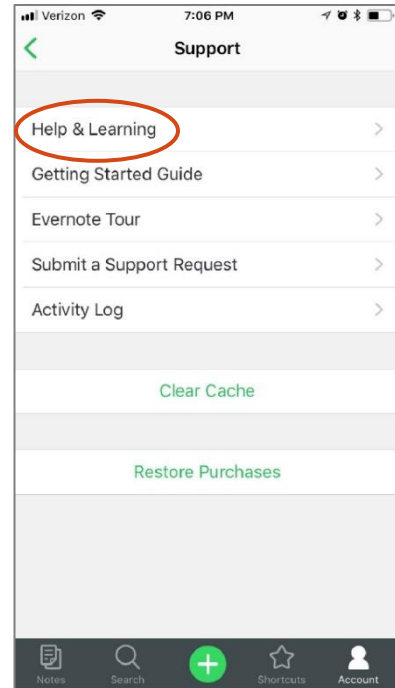 Verizon 7:06 PM
Support
Help & Learning
Getting Started Guide
Evernote Tour
Submit a Support Request
Activity Log
Clear Cache
Restore Purchases
Notes Search Shortcuts Account